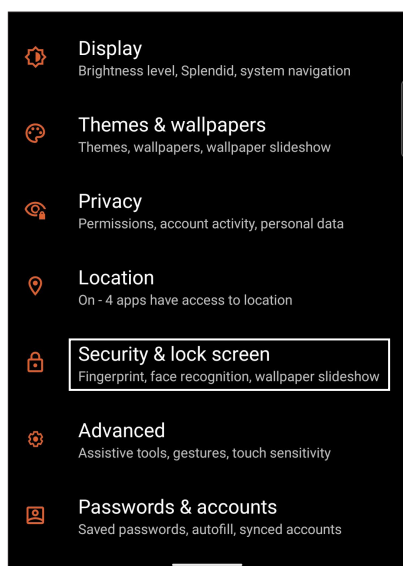 Display
Brightness level, Splendid, system navigation
Themes & wallpapers
Themes, wallpapers, wallpaper slideshow
Privacy
Permissions, account activity, personal data
Location
On - 4 apps have access to location
Security & lock screen
Fingerprint, face recognition, wallpaper slideshow
Advanced
Assistive tools, gestures, touch sensitivity
Passwords & accounts
Saved passwords, autofill, synced accounts